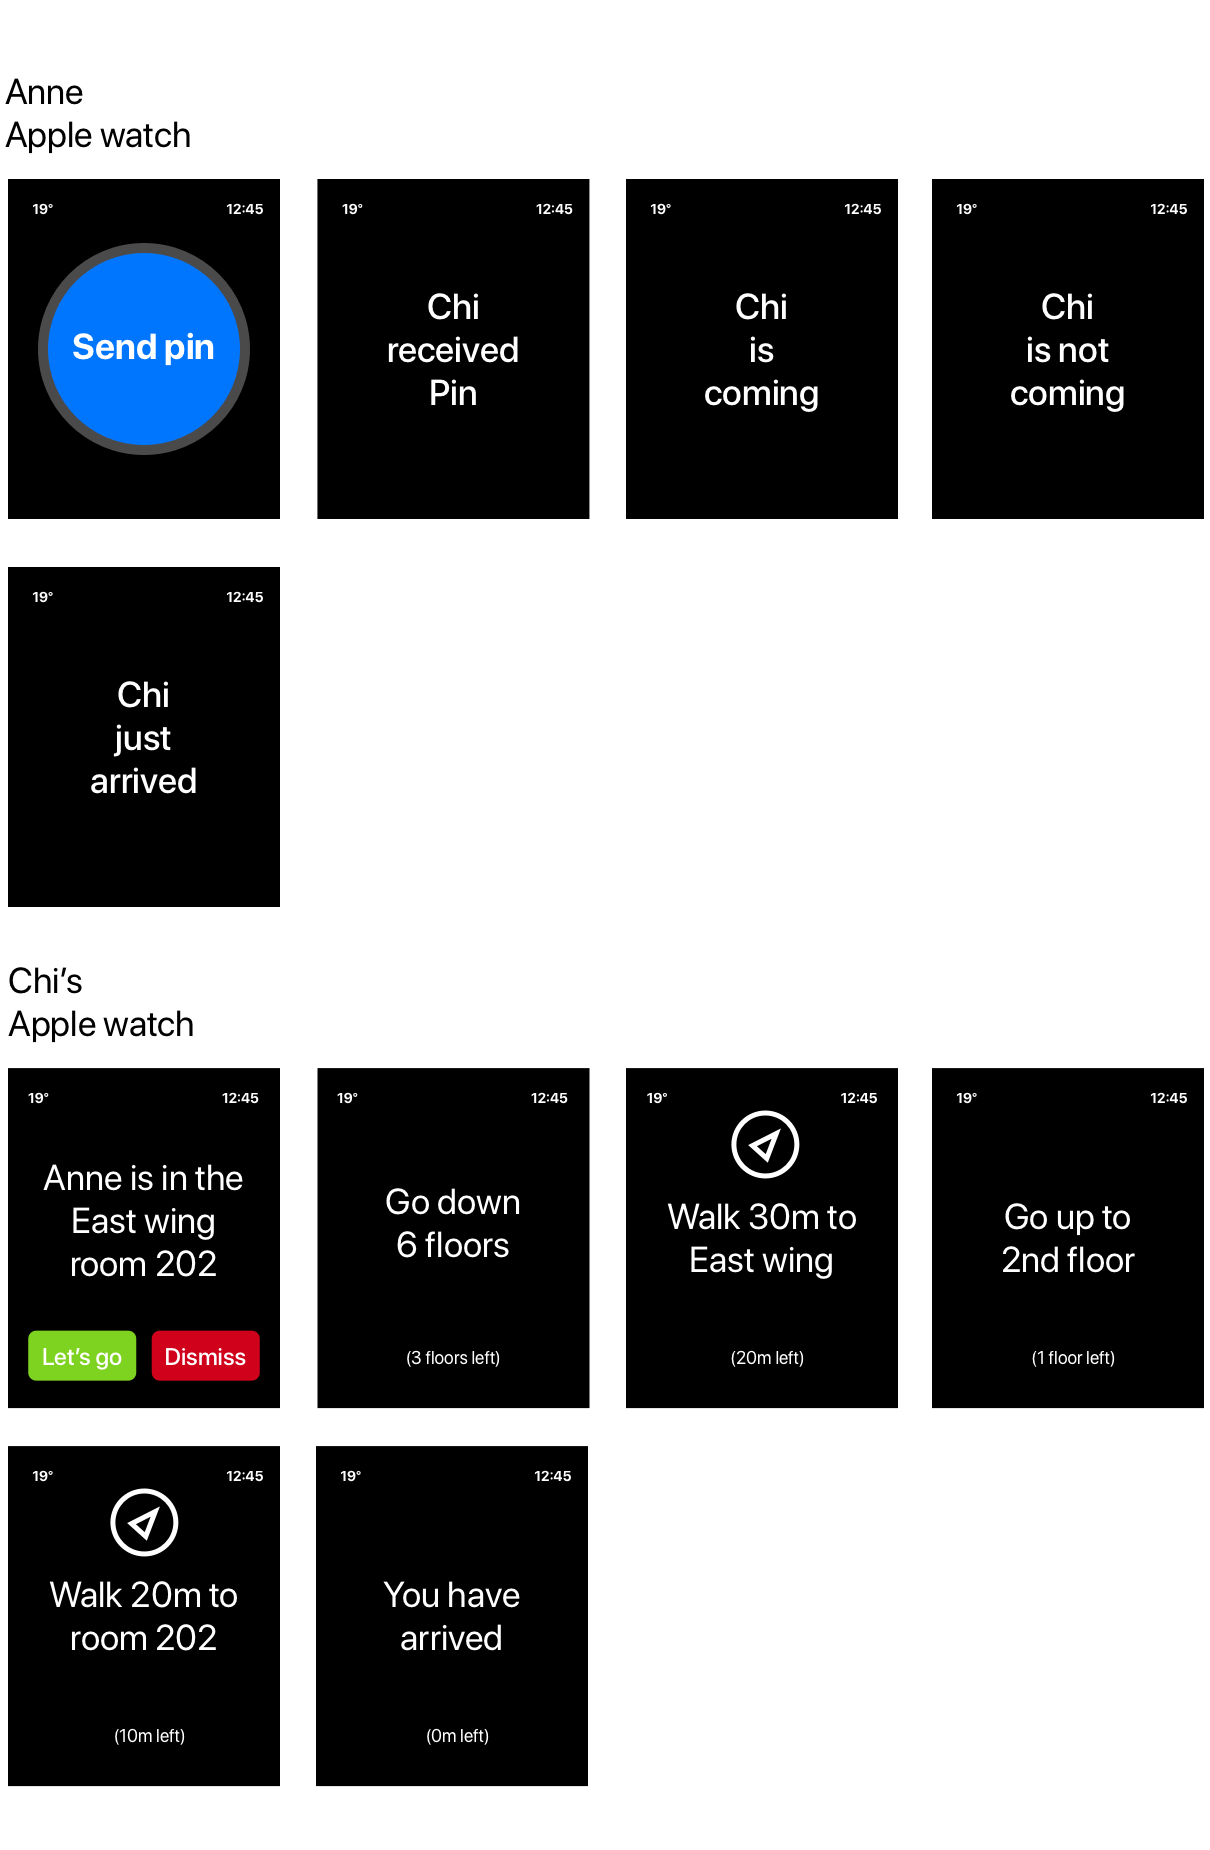 Anne
Apple watch
19° 12:45
Send pin
19° 12:45
Chi
received
Pin
19° 12:45
Chi
is
coming
19° 12:45
Chi
is not
coming
19° 12:45
Chi
just
arrived
Chi’s
Apple watch
19° 12:45
Anne is in the
East wing
room 202
Let’s go Dismiss
19° 12:45
Go down
6 floors
(3 floors left)
19° 12:45
Walk 30m to
East wing
(20m left)
19° 12:45
Go up to
2nd floor
(1 floor left)
19° 12:45
Walk 20m to
room 202
(10m left)
19° 12:45
You have
arrived
(0m left)